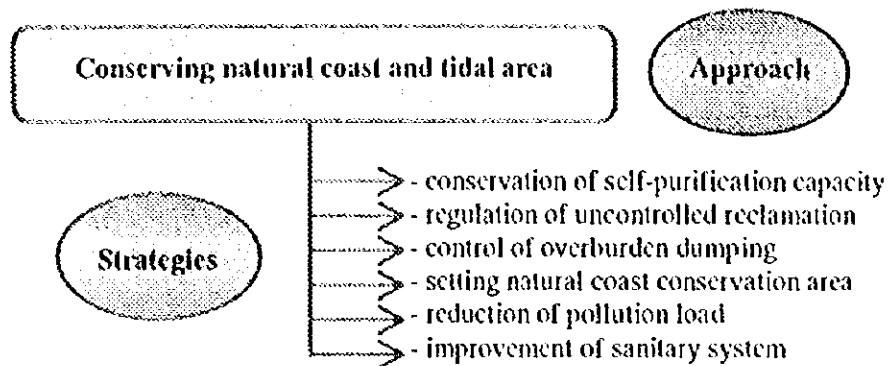 Conserving natural coast and tidal area
Approach
- conservation of self-purification capacity
- regulation of uncontrolled reclamation
- control of overburden dumping
- setting natural coast conservation area
- reduction of pollution load
- improvement of sanitary system
Strategies